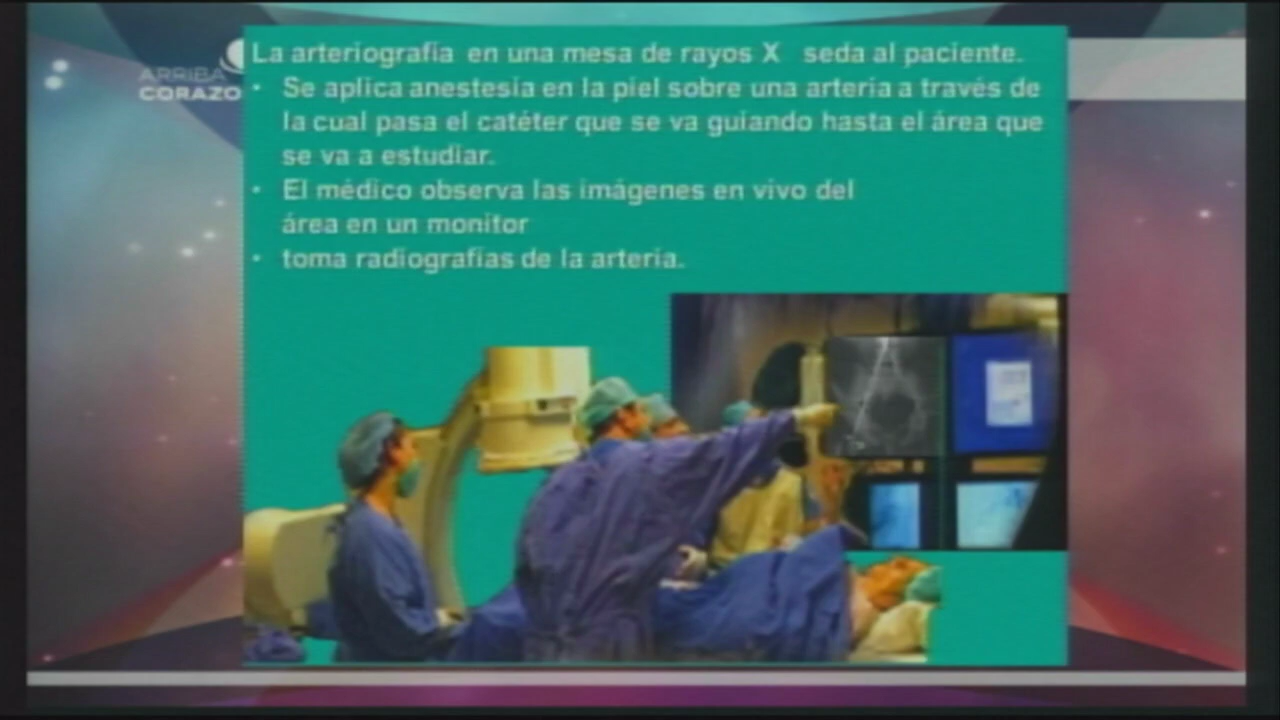 La arteriografía en una mesa de rayos X seda al paciente.
ARRIBA
CORAZO
• Se aplica anestesia en la piel sobre una arteria a través de
la cual pasa el catéter que se va guiando hasta el área que
se va a estudiar.
• El médico observa las imágenes en vivo del
área en un monitor
• toma radiografías de la arteria.